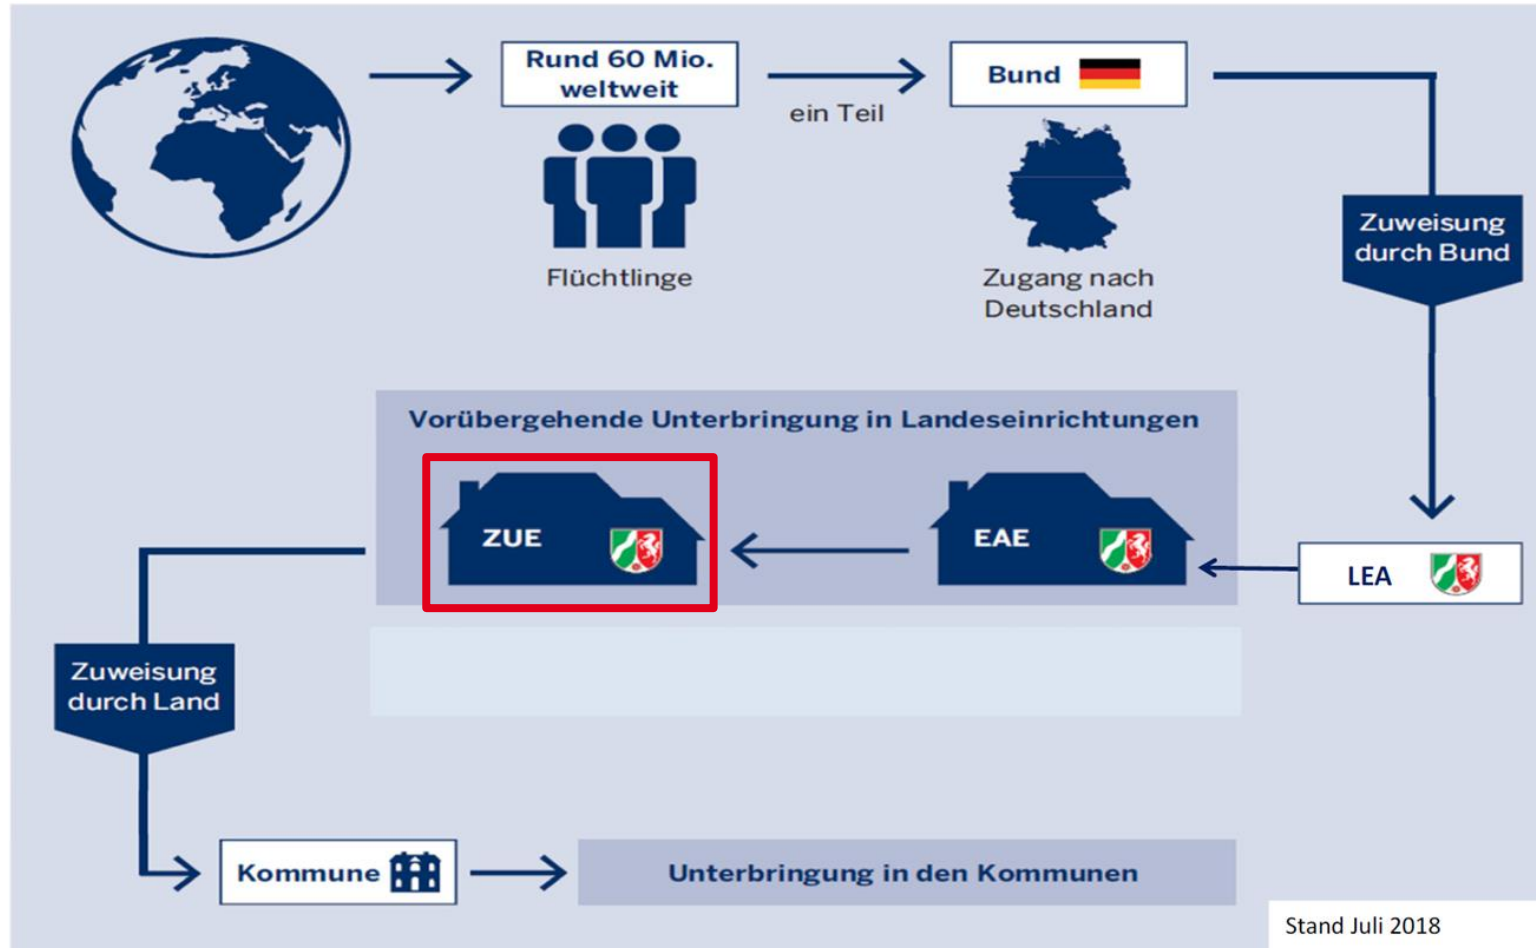 Rund 60 Mio.
weltweit
ein Teil
Bund
Flüchtlinge
Zugang nach
Deutschland
Zuweisung
durch Bund
Vorübergehende Unterbringung in Landeseinrichtungen
ZUE
EAE
LEA
Zuweisung
durch Land
Kommune
Unterbringung in den Kommunen
Stand Juli 2018